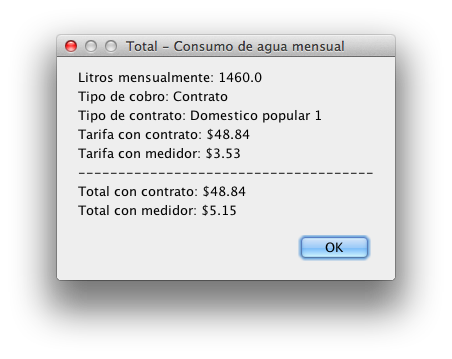 Total - Consumo de agua mensual
Litros mensualmente: 1460.0
Tipo de cobro: Contrato
Tipo de contrato: Domestico popular 1
Tarifa con contrato: $48.84
Tarifa con medidor: $3.53
-------------------------------------
Total con contrato: $48.84
Total con medidor: $5.15
OK